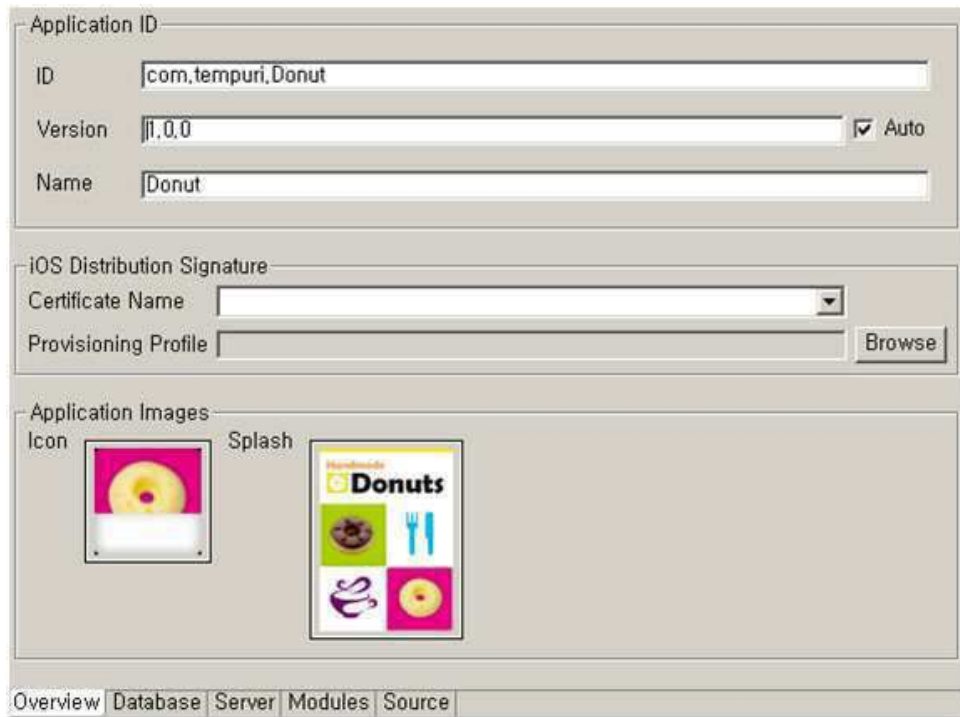 Application ID
ID com.tempuri.Donut
Version 1.0.0 Auto
Name Donut
iOS Distribution Signature
Certificate Name
Provisioning Profile Browse
Application Images
Icon Splash
Handmade
Donuts
Overview Database Server Modules Source